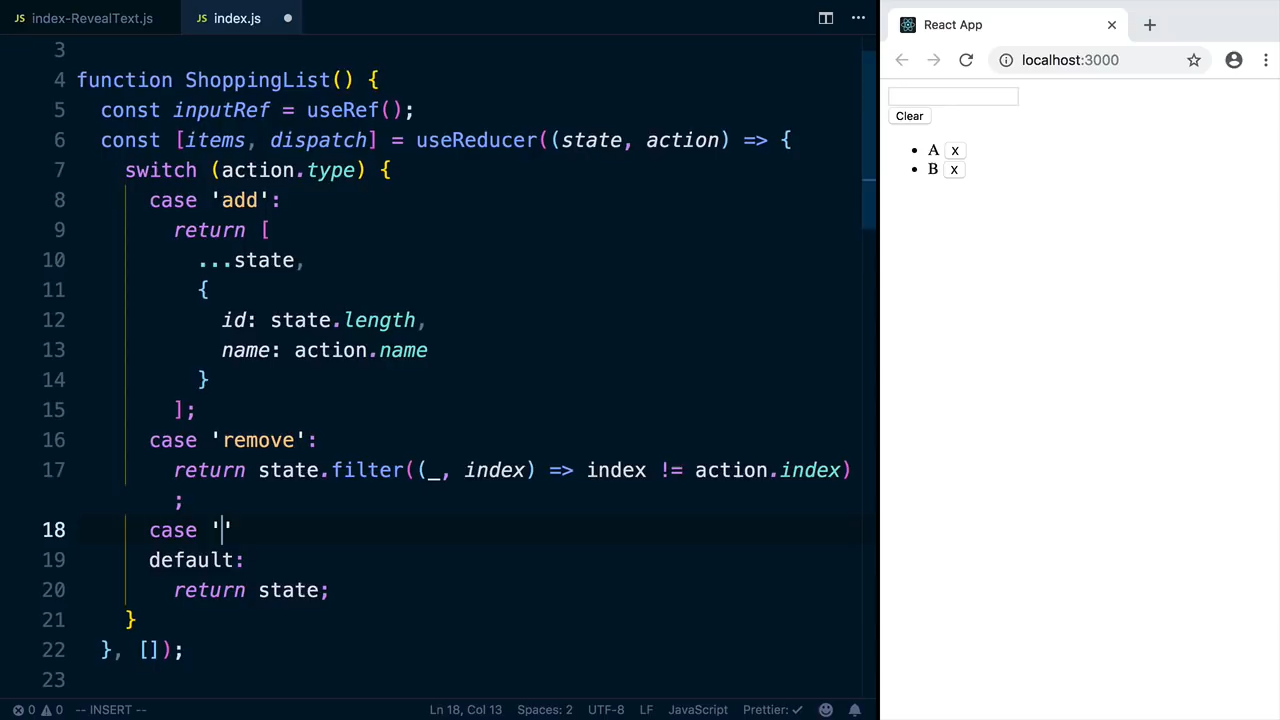 JS index-RevealText.js JS index.js
3
4 function ShoppingList() {
5 const inputRef = useRef();
6 const [items, dispatch] = useReducer((state, action) => {
7 switch (action.type) {
8 case 'add':
9 return [
10 ...state,
11 {
12 id: state.length,
13 name: action.name
14 }
15 ];
16 case 'remove':
17 return state.filter((_, index) => index != action.index)
;
18 case ''
19 default:
20 return state;
21 }
22 }, []);
23
0 0 -- INSERT -- Ln 18, Col 13 Spaces: 2 UTF-8 LF JavaScript Prettier: ✓
React App
localhost:3000
Clear
• A x
• B x